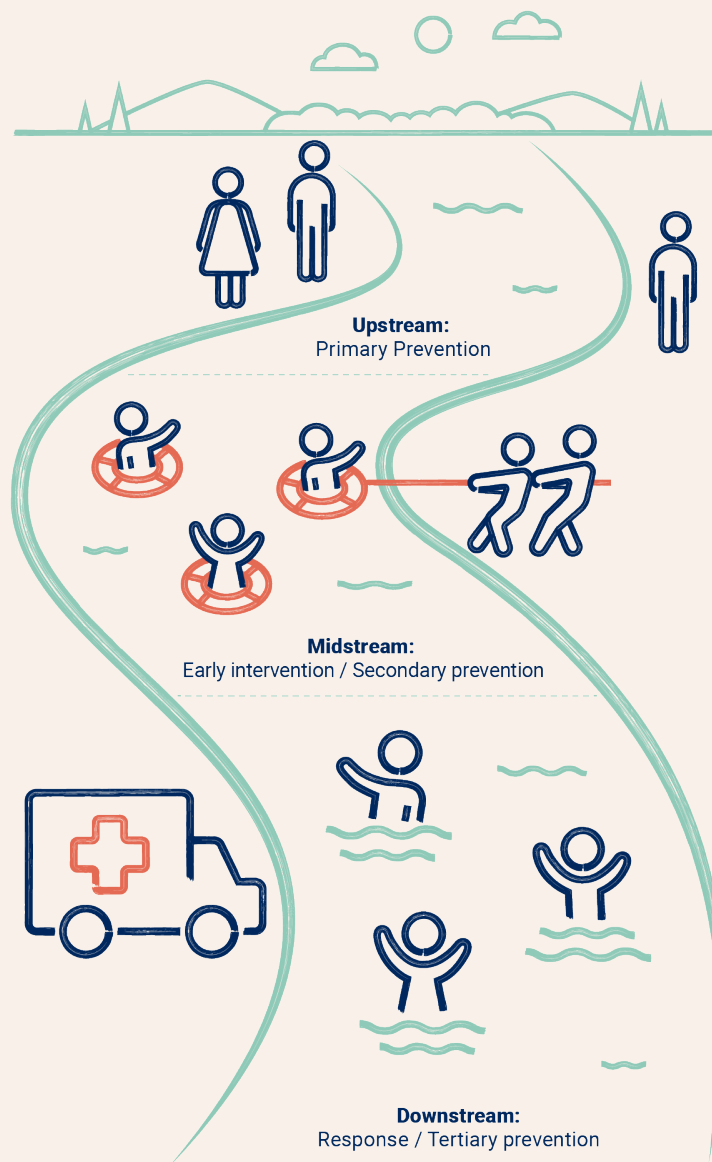 Upstream:
Primary Prevention
Midstream:
Early intervention / Secondary prevention
Downstream:
Response / Tertiary prevention